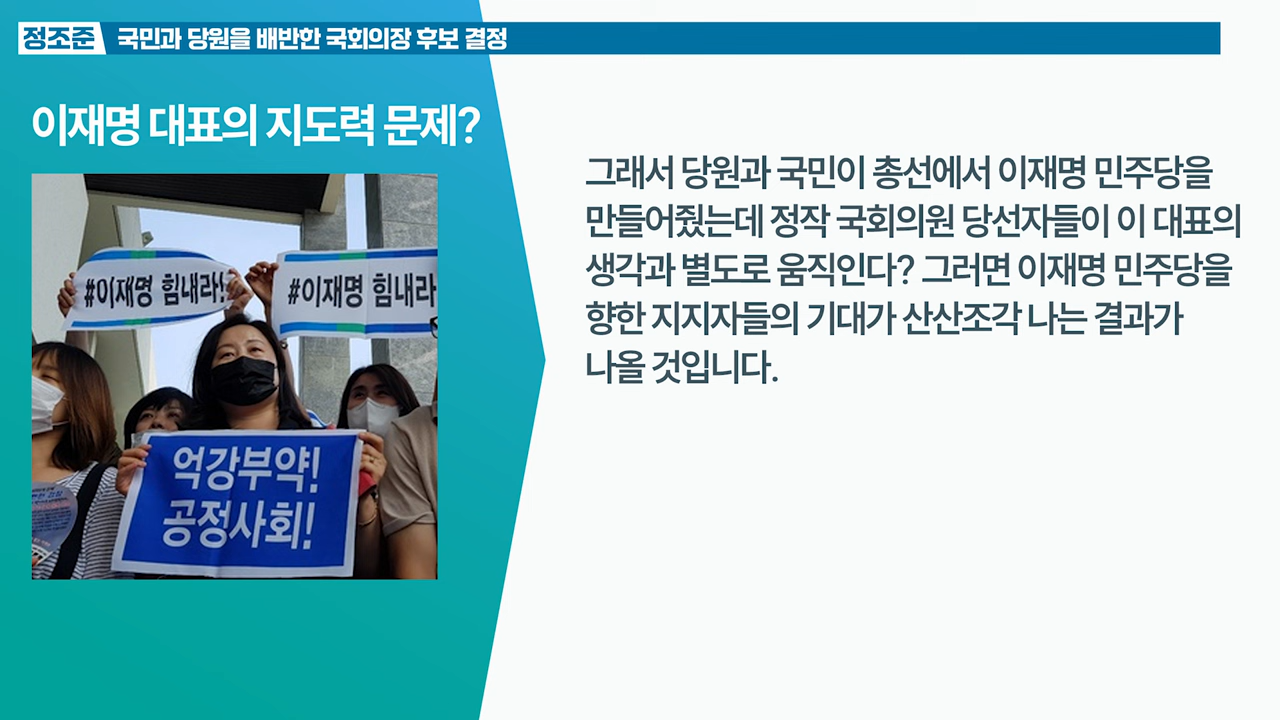 정조준 국민과 당원을 배반한 국회의장 후보 결정
이재명 대표의 지도력 문제?
#이재명 힘내라!
#이재명 힘내라
억강부약!
공정사회!
그래서 당원과 국민이 총선에서 이재명 민주당을
만들어줬는데 정작 국회의원 당선자들이 이 대표의
생각과 별도로 움직인다? 그러면 이재명 민주당을
향한 지지자들의 기대가 산산조각 나는 결과가
나올 것입니다.